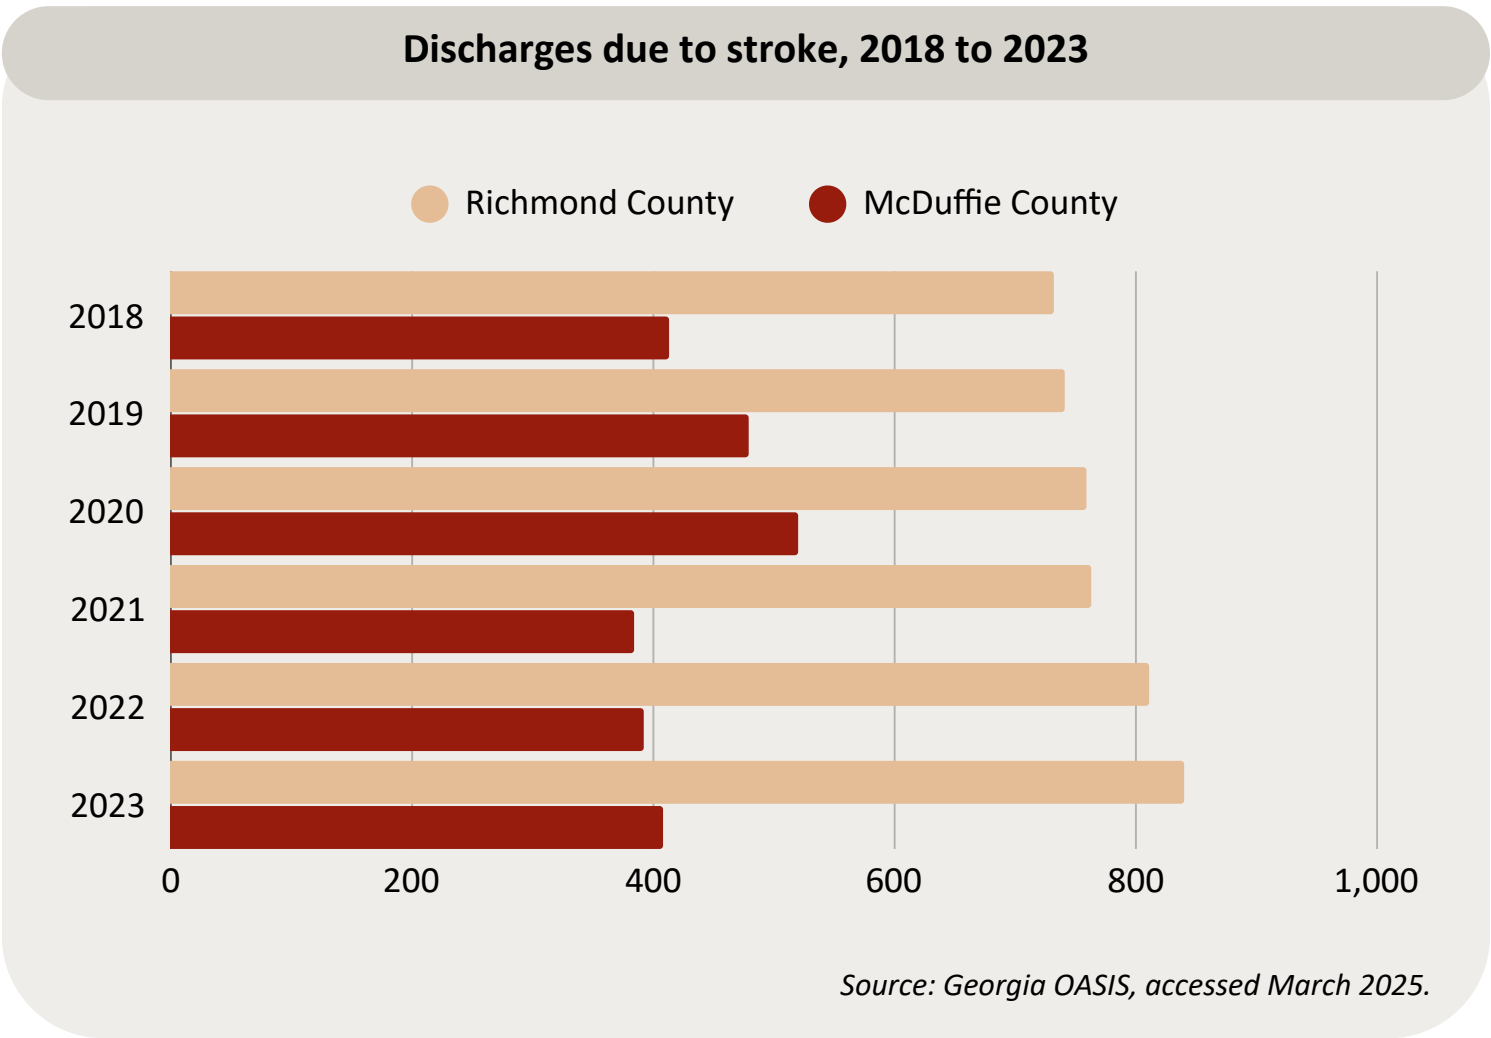 Discharges due to stroke, 2018 to 2023
Richmond County
McDuffie County
2018
2019
2020
2021
2022
2023
0 200 400 600 800 1,000
Source: Georgia OASIS, accessed March 2025.